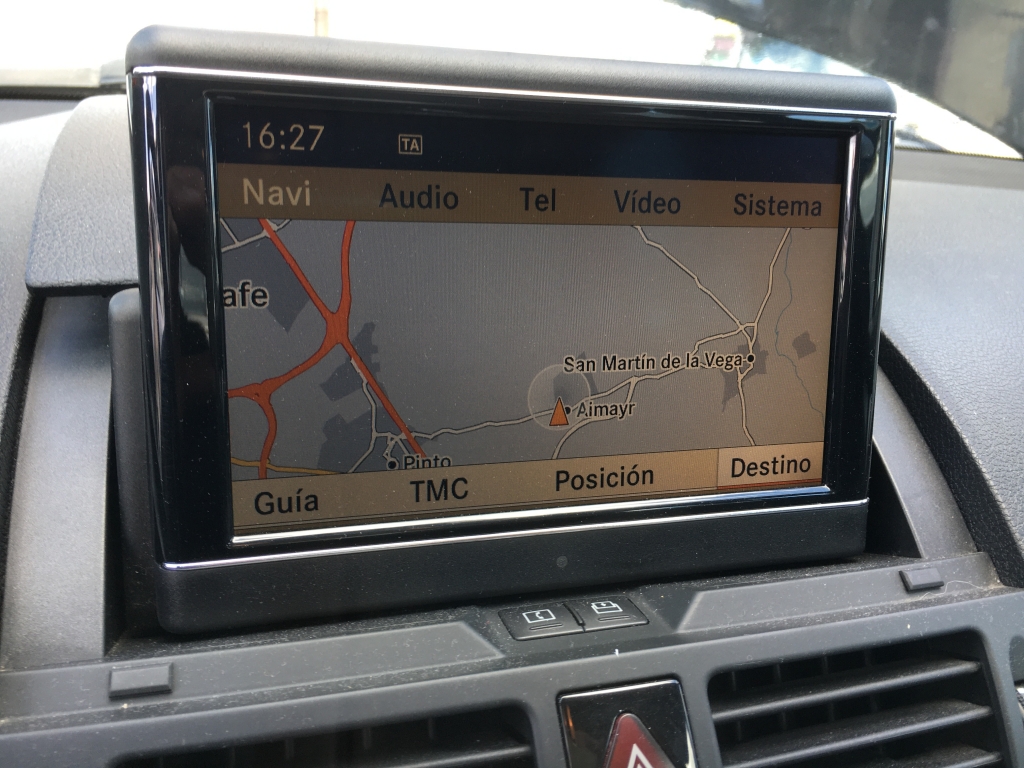 16:27 TA
Navi Audio Tel Vídeo Sistema
afe
San Martín de la Vega
Aimayr
Pinto
Guía TMC Posición Destino